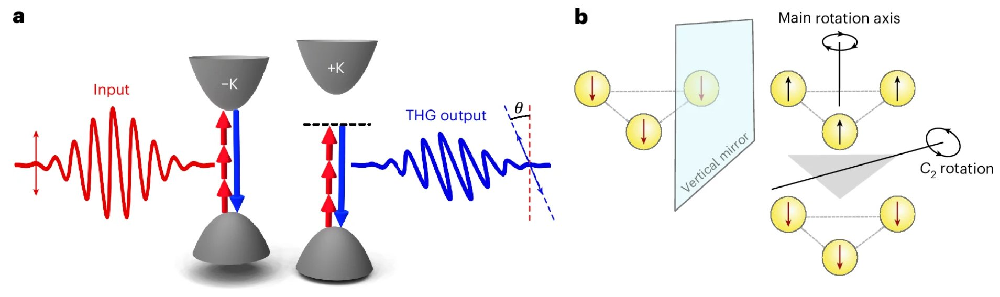 a
Input
−K
+K
THG output
θ
b
Main rotation axis
Vertical mirror
C2 rotation